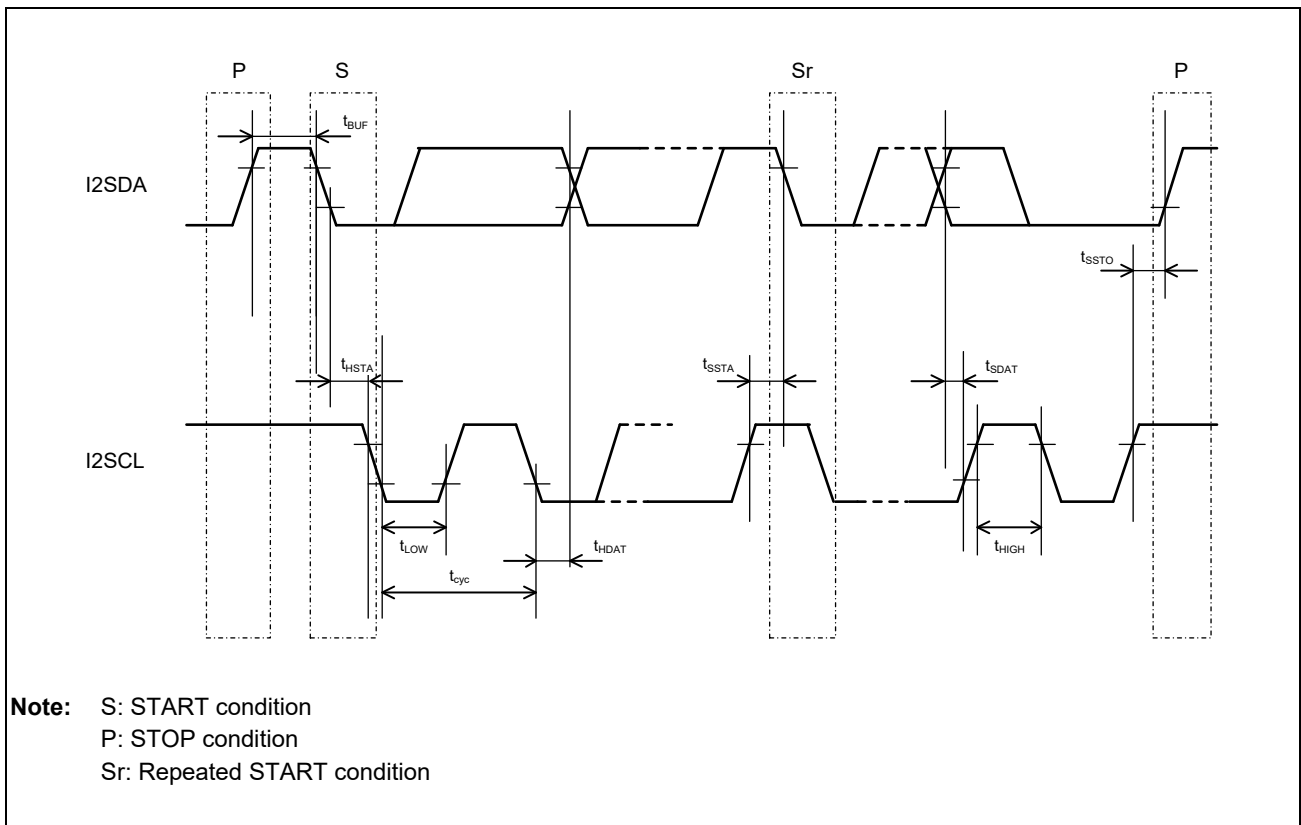 P S Sr P
tBUF
I2SDA
tSSTO
tHSTA tSSTA tSDAT
I2SCL
tLOW tHDAT tHIGH
tcyc
Note: S: START condition
P: STOP condition
Sr: Repeated START condition